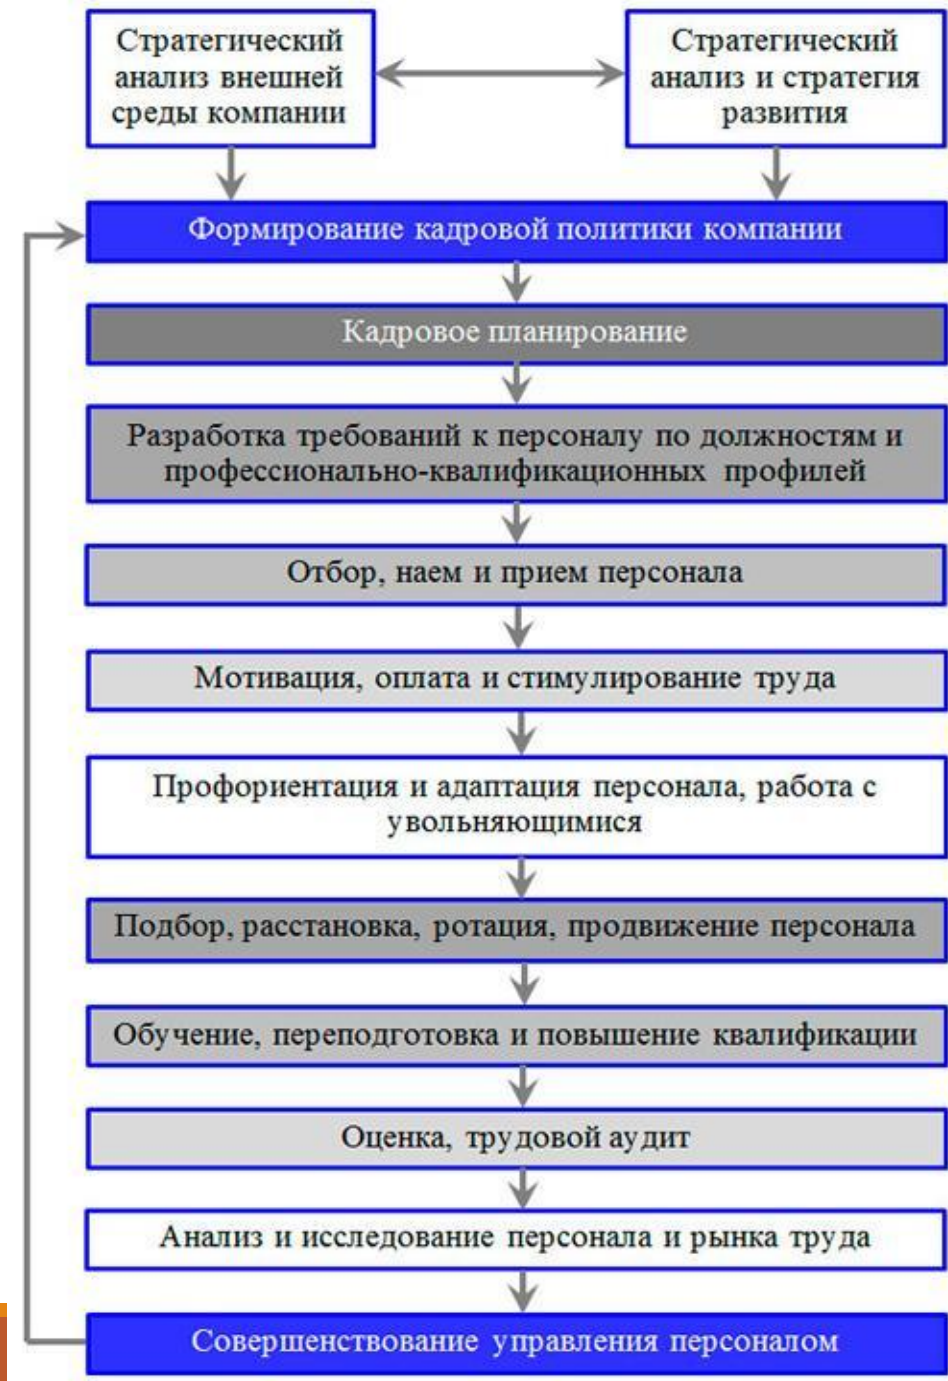 Стратегический
анализ внешней
среды компании
Стратегический
анализ и стратегия
развития
Формирование кадровой политики компании
Кадровое планирование
Разработка требований к персоналу по должностям и
профессионально-квалификационных профилей
Отбор, наем и прием персонала
Мотивация, оплата и стимулирование труда
Профориентация и адаптация персонала, работа с
увольняющимися
Подбор, расстановка, ротация, продвижение персонала
Обучение, переподготовка и повышение квалификации
Оценка, трудовой аудит
Анализ и исследование персонала и рынка труда
Совершенствование управления персоналом